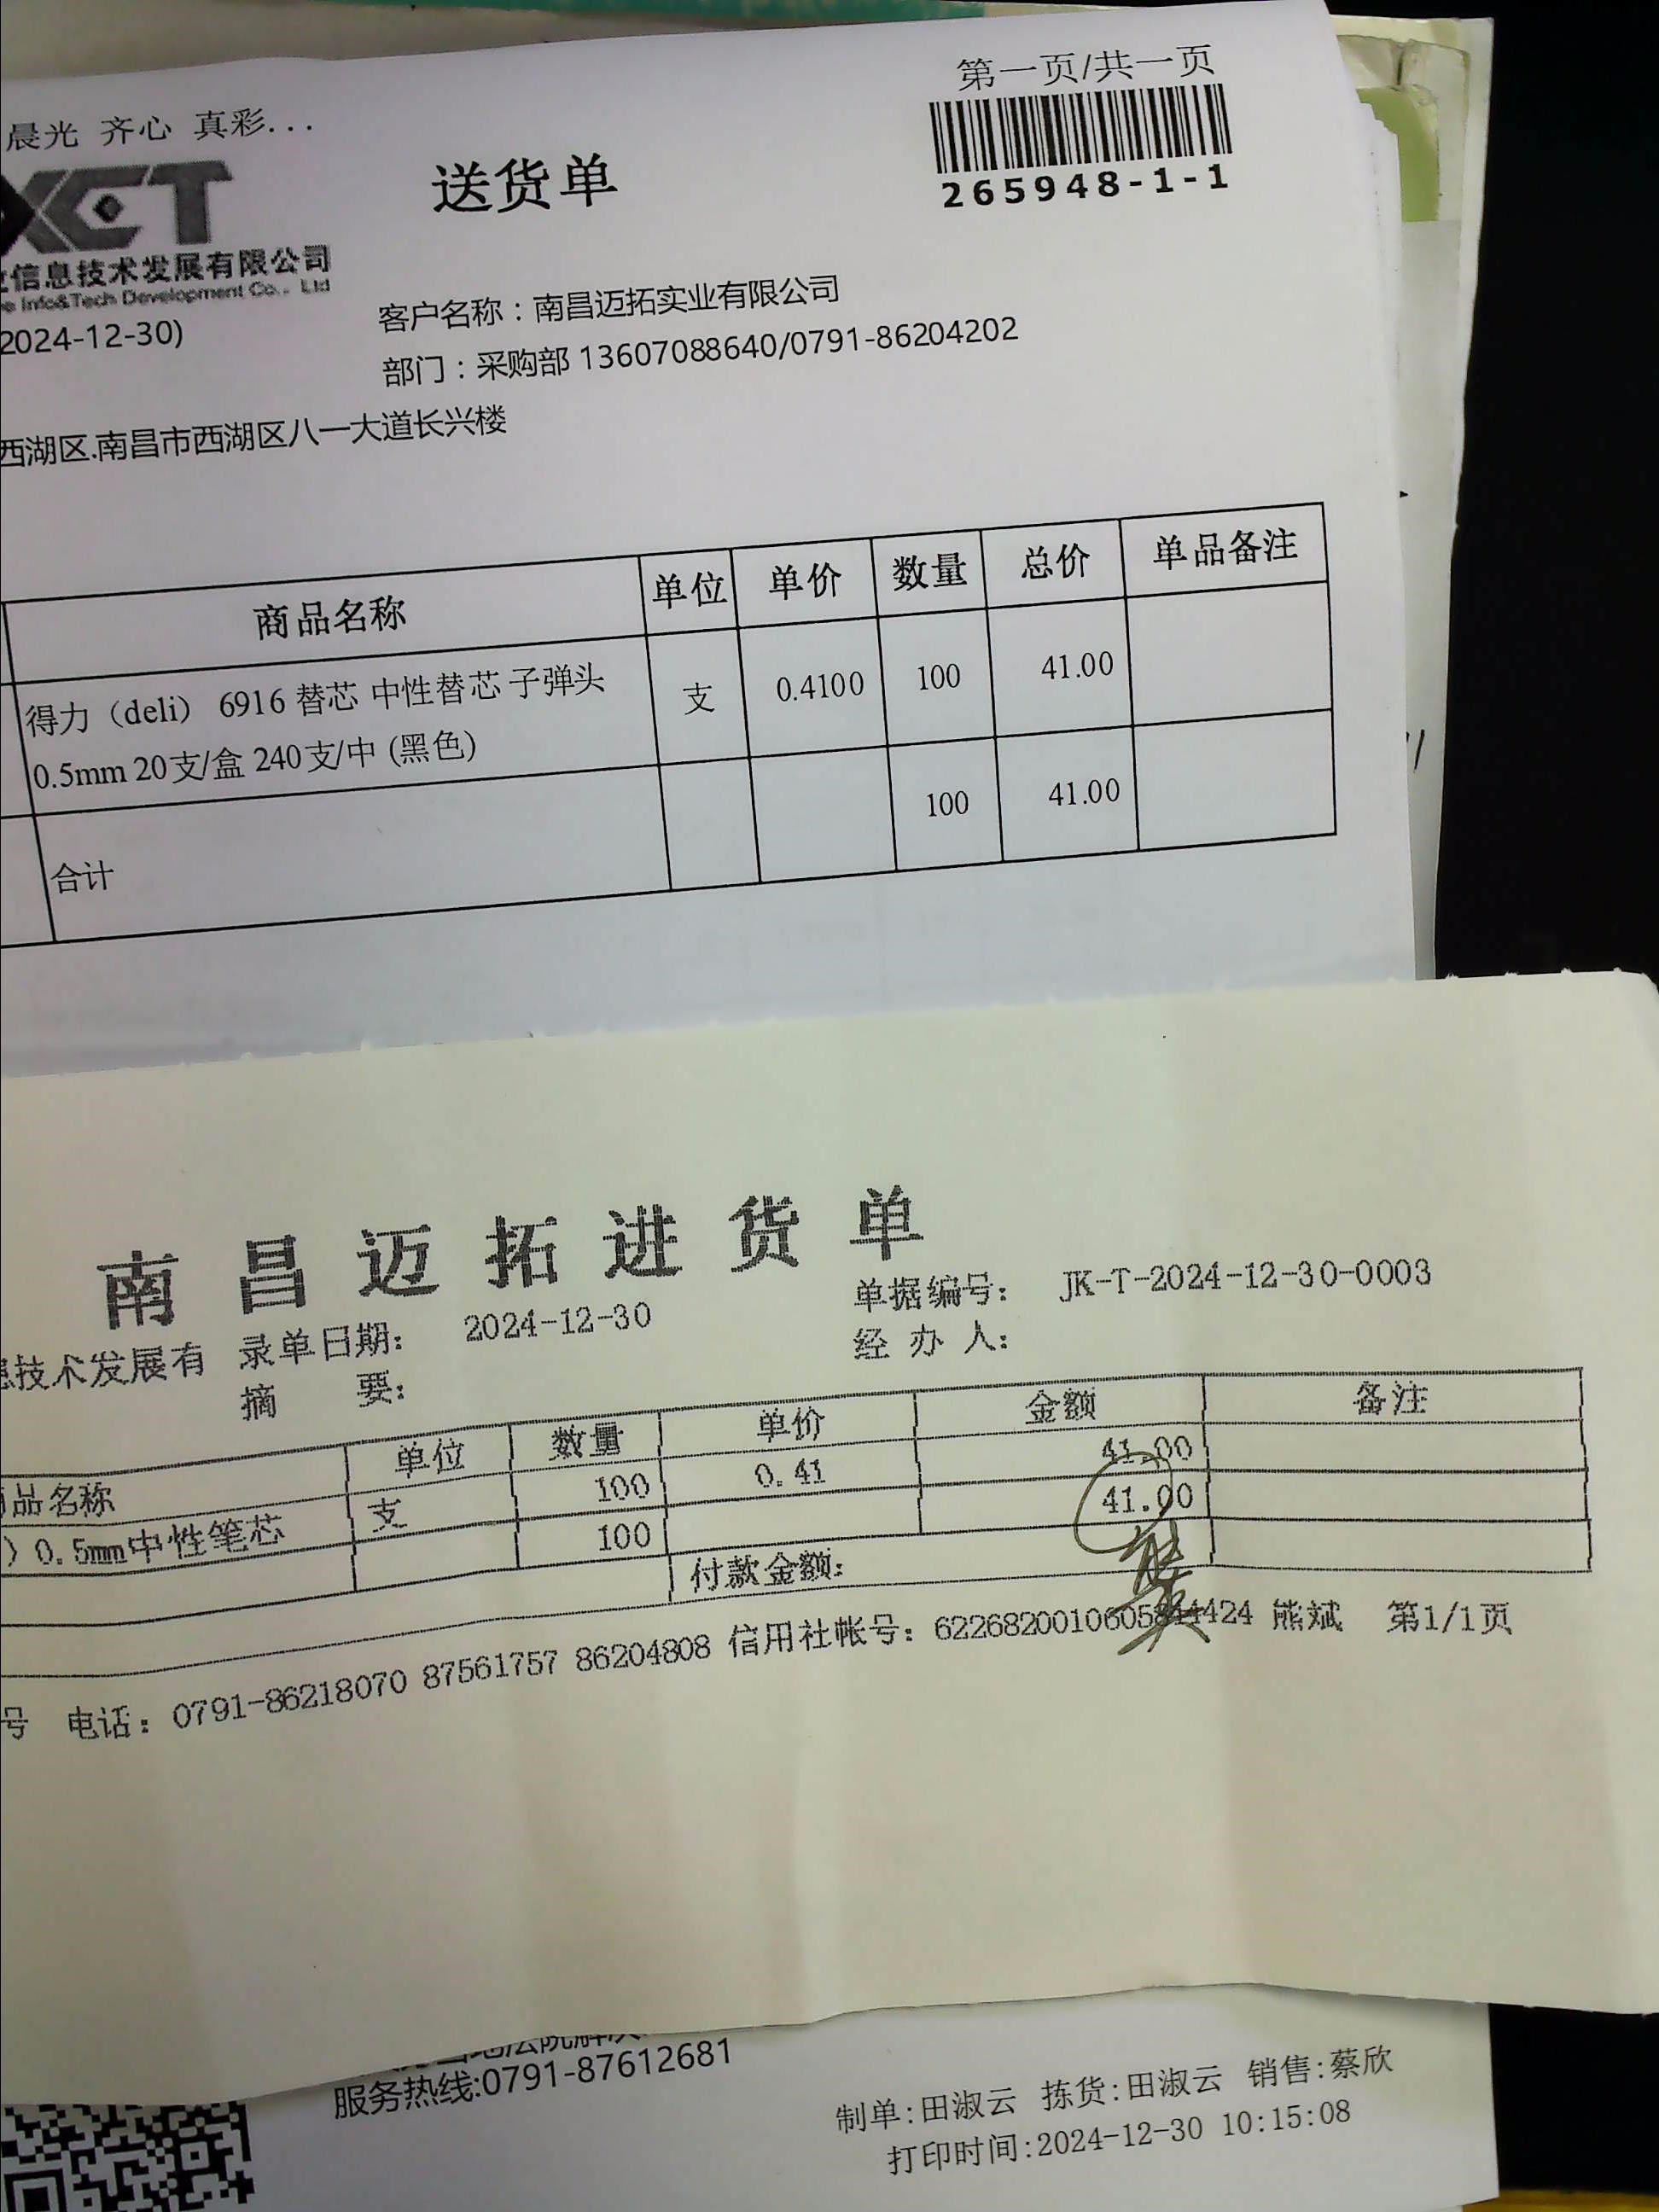 第一页/共一页
晨光 齐心 真彩...
XCT
送货单
265948-1-1
信息技术发展有限公司
Info&Tech Development Co., Ltd
2024-12-30)
客户名称：南昌迈拓实业有限公司
部门：采购部 13607088640/0791-86204202
西湖区.南昌市西湖区八一大道长兴楼
商品名称 单位 单价 数量 总价 单品备注
得力（deli） 6916 替芯 中性替芯 子弹头
0.5mm 20支/盒 240支/中 (黑色) 支 0.4100 100 41.00
合计 100 41.00
南昌迈拓进货单
息技术发展有 录单日期： 2024-12-30 单据编号： JK-T-2024-12-30-0003
摘 要： 经 办 人：
品名称 单位 数量 单价 金额 备注
）0.5mm中性笔芯 支 100 0.41 41.00
100 41.00
付款金额：
号 电话：0791-86218070 87561757 86204808 信用社帐号：6226820010605844424 熊斌 第1/1页
服务热线:0791-87612681
制单:田淑云 拣货:田淑云 销售:蔡欣
打印时间:2024-12-30 10:15:08